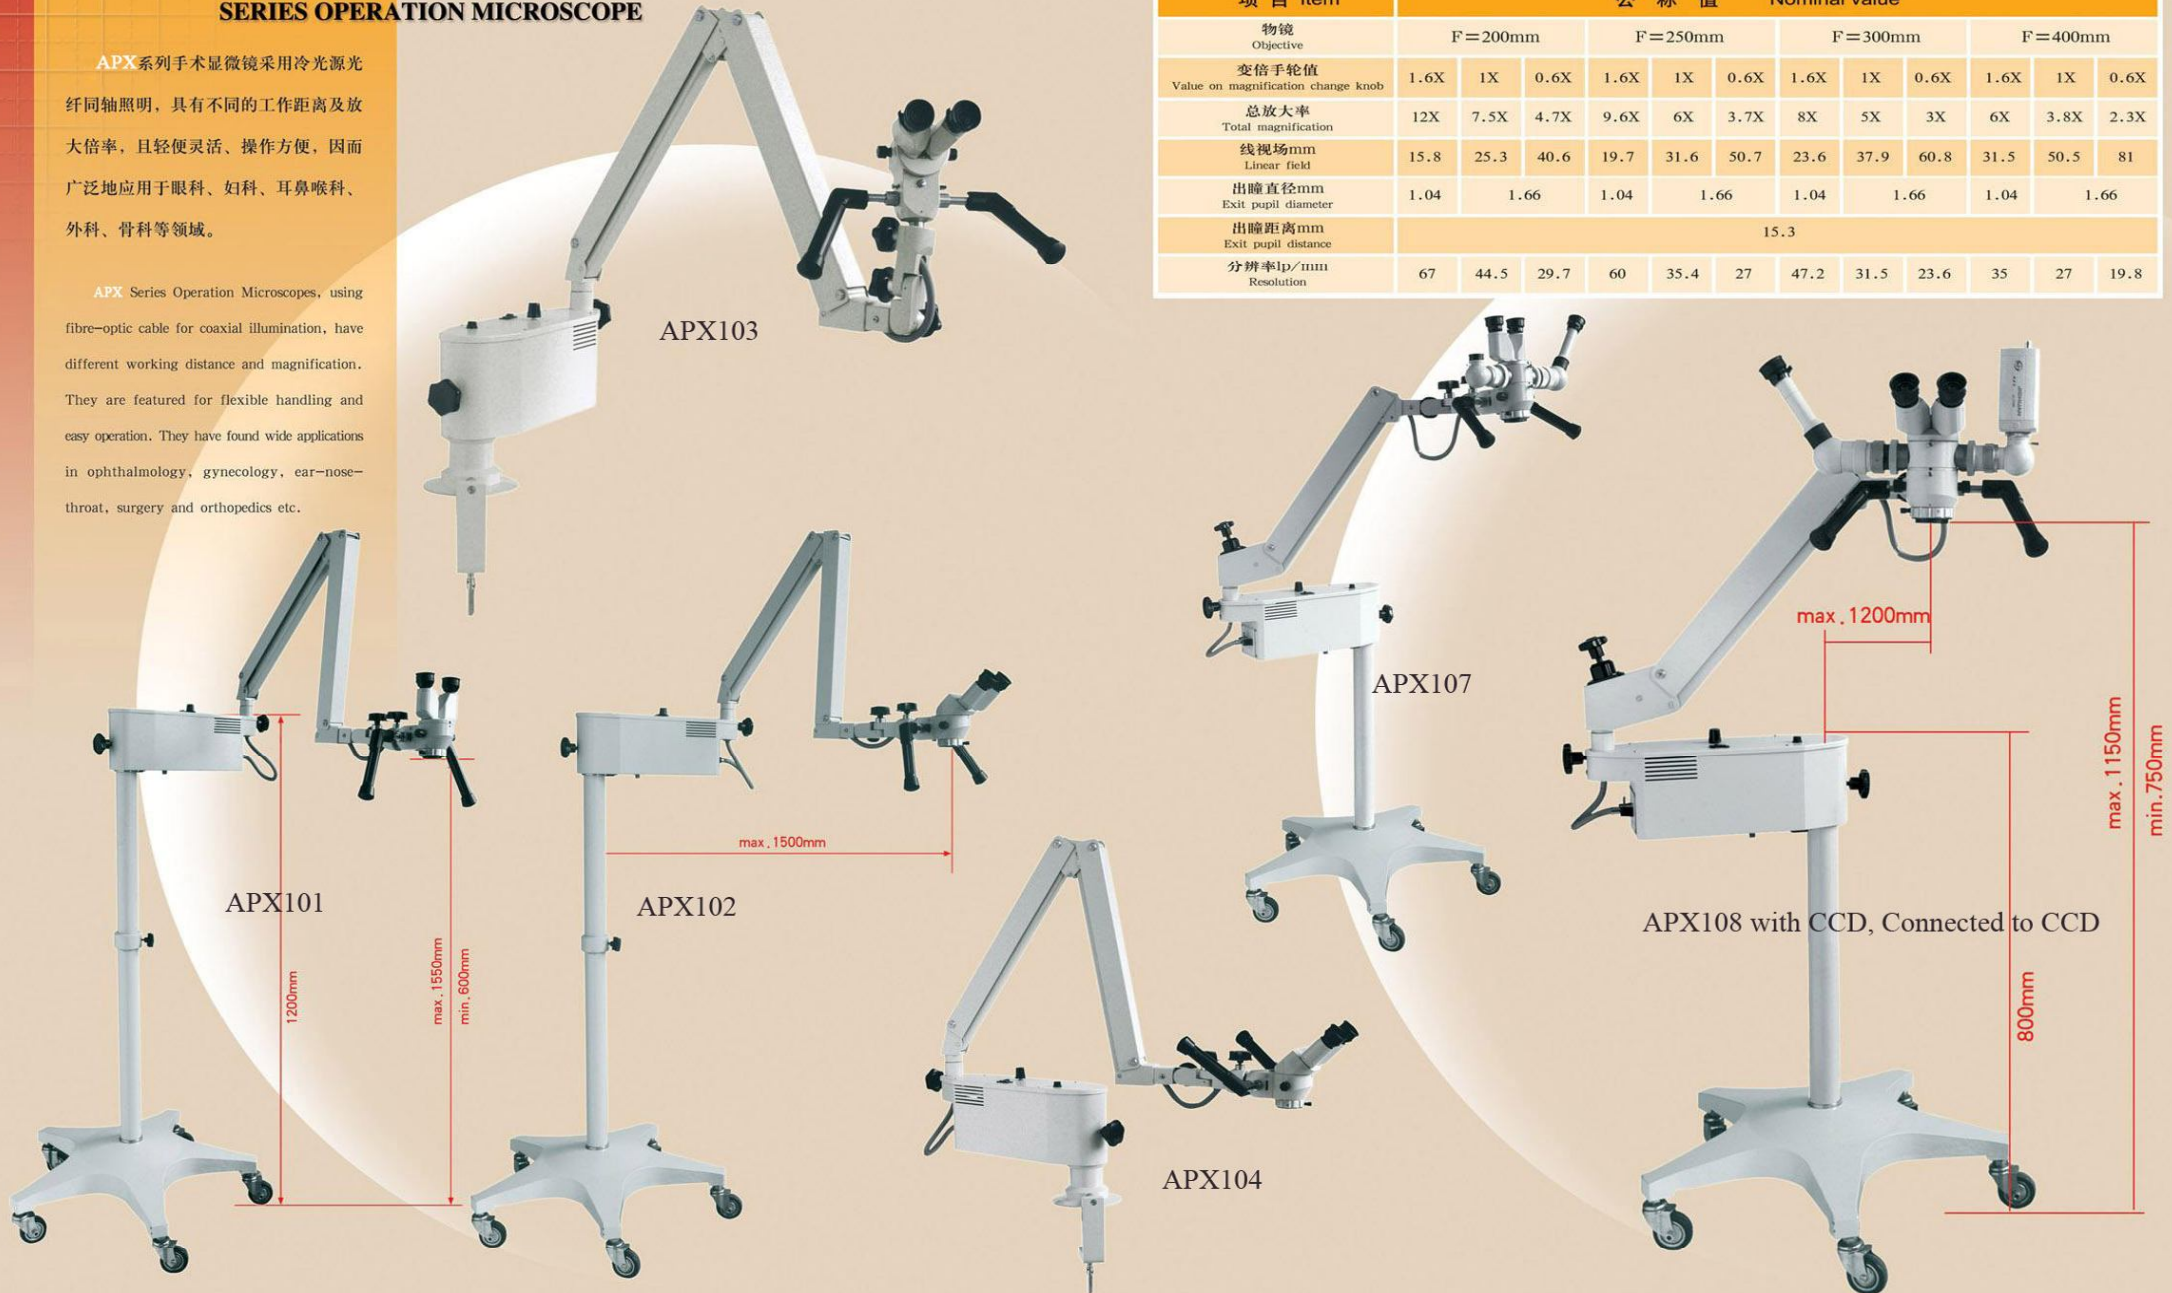 SERIES OPERATION MICROSCOPE
APX系列手术显微镜采用冷光源光
纤同轴照明，具有不同的工作距离及放
大倍率，且轻便灵活、操作方便，因而
广泛地应用于眼科、妇科、耳鼻喉科、
外科、骨科等领域。
APX Series Operation Microscopes, using
fibre-optic cable for coaxial illumination, have
different working distance and magnification.
They are featured for flexible handling and
easy operation. They have found wide applications
in ophthalmology, gynecology, ear-nose-
throat, surgery and orthopedics etc.
项 目 Item 公 称 值 Nominal value
物镜 F=200mm F=250mm F=300mm F=400mm
Objective
变倍手轮值 1.6X 1X 0.6X 1.6X 1X 0.6X 1.6X 1X 0.6X 1.6X 1X 0.6X
Value on magnification change knob
总放大率 12X 7.5X 4.7X 9.6X 6X 3.7X 8X 5X 3X 6X 3.8X 2.3X
Total magnification
线视场mm 15.8 25.3 40.6 19.7 31.6 50.7 23.6 37.9 60.8 31.5 50.5 81
Linear field
出瞳直径mm 1.04 1.66 1.04 1.66 1.04 1.66 1.04 1.66
Exit pupil diameter
出瞳距离mm 15.3
Exit pupil distance
分辨率lp/mm 67 44.5 29.7 60 35.4 27 47.2 31.5 23.6 35 27 19.8
Resolution
APX103
APX107
max.1200mm
max.1150mm
min.750mm
max.1500mm
APX101
APX102
APX108 with CCD, Connected to CCD
1200mm
max.1550mm
min.600mm
800mm
APX104